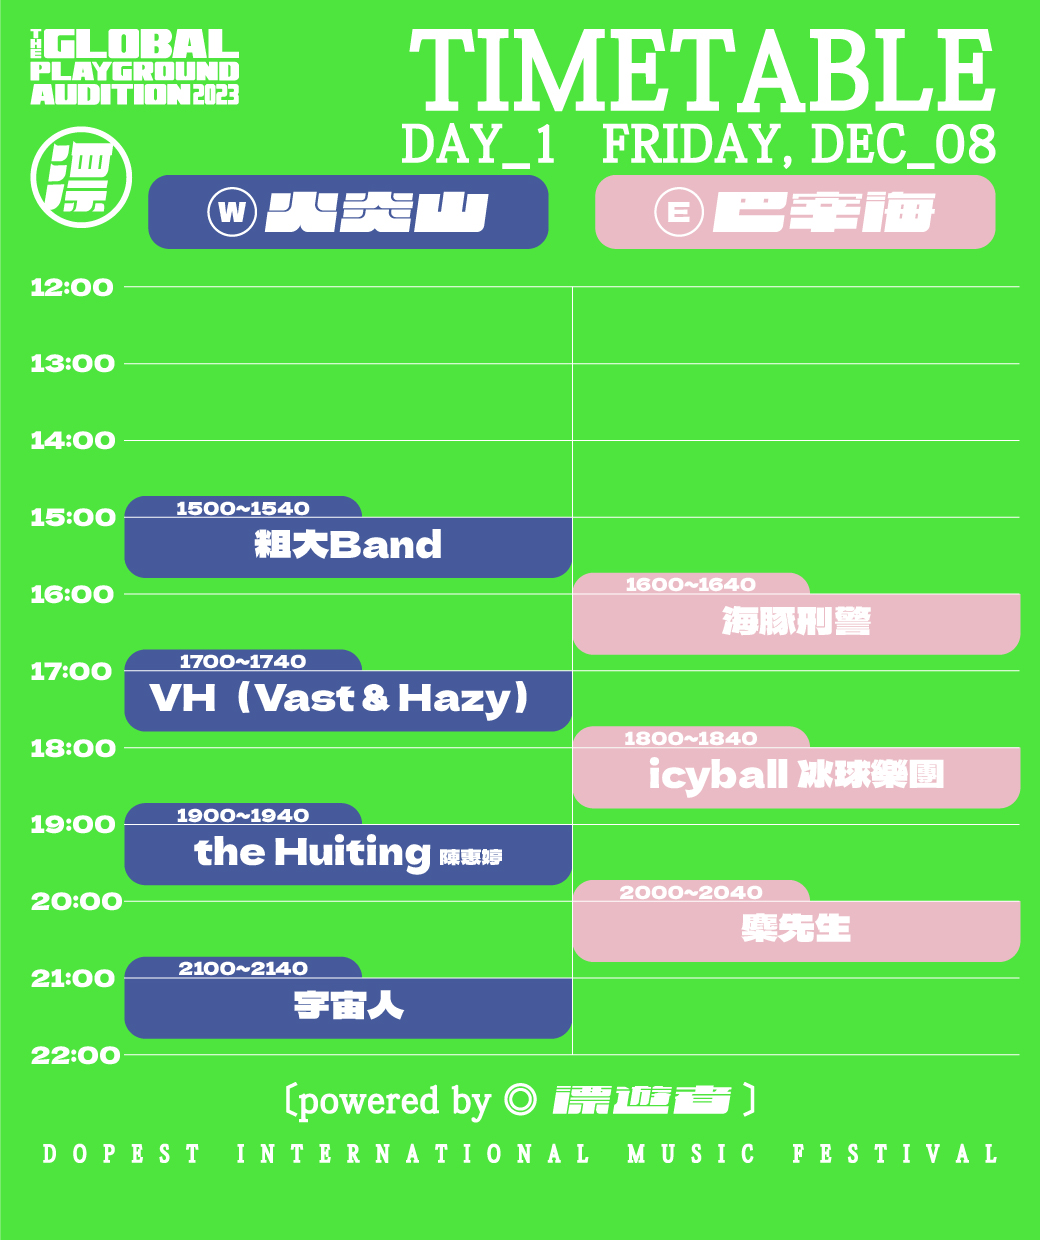 THE GLOBAL
PLAYGROUND
AUDITION 2023
TIMETABLE
DAY_1 FRIDAY, DEC_08
漂
W 火炎山
E 巴宰海
12:00
13:00
14:00
1500~1540
15:00
粗大Band
1600~1640
16:00
海豚刑警
1700~1740
17:00
VH（Vast & Hazy）
1800~1840
18:00
icyball 冰球樂團
1900~1940
19:00
the Huiting 陳惠婷
2000~2040
20:00
麋先生
2100~2140
21:00
宇宙人
22:00
〔powered by ◎ 漂遊者〕
DOPEST INTERNATIONAL MUSIC FESTIVAL